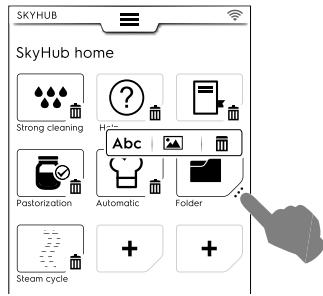 SKYHUB
SkyHub home
Strong cleaning
Help
Abc
Pastorization
Automatic
Folder
Steam cycle